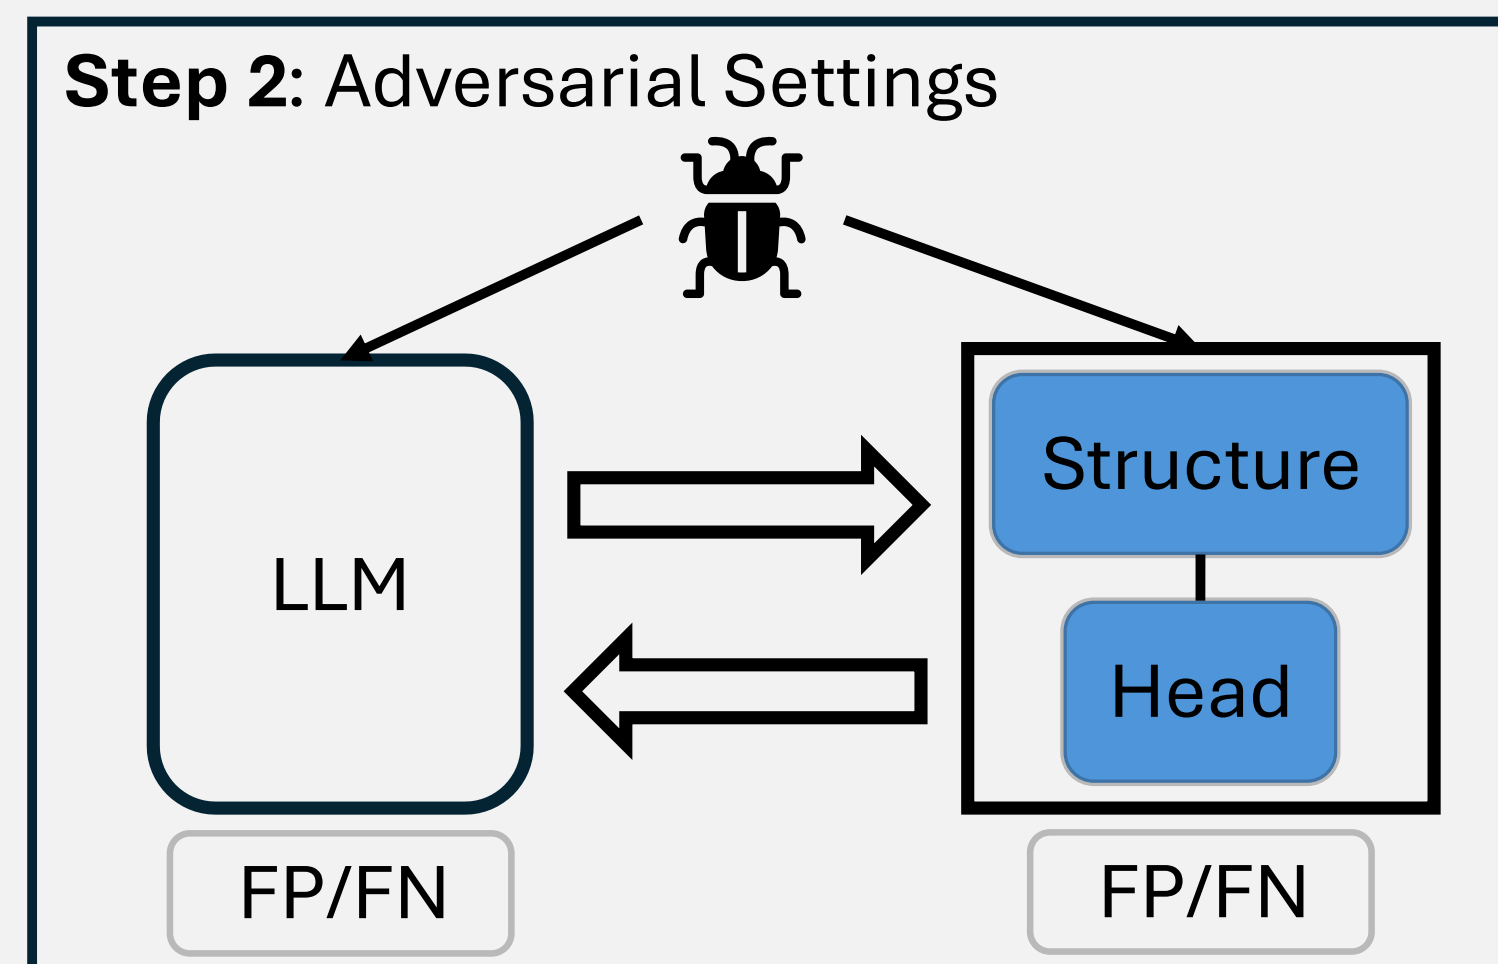 Step 2: Adversarial Settings
Structure
LLM
Head
FP/FN
FP/FN